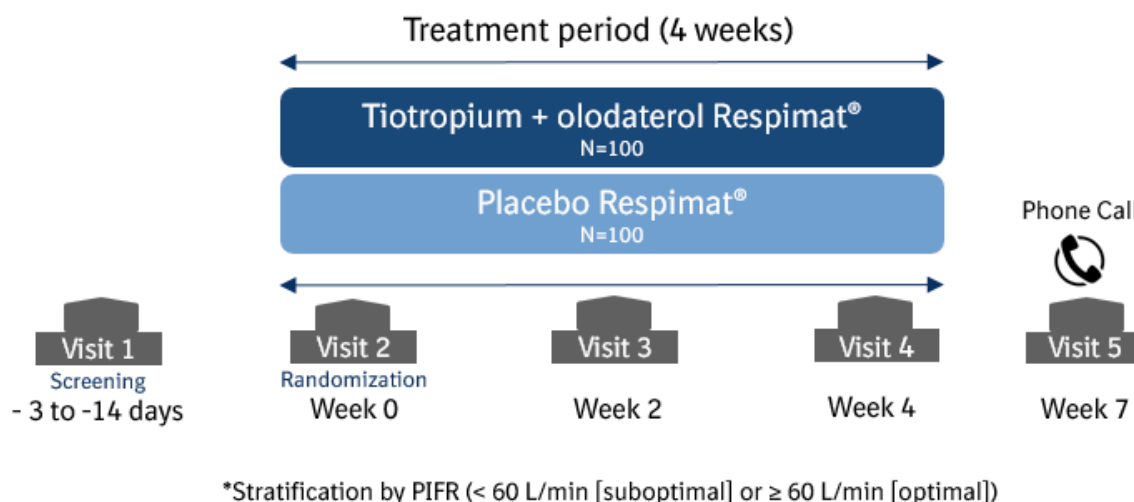 Treatment period (4 weeks)
Tiotropium + olodaterol Respimat®
N=100
Placebo Respimat®
N=100
Phone Call
Visit 1
Visit 2
Visit 3
Visit 4
Visit 5
Screening
Randomization
- 3 to -14 days
Week 0
Week 2
Week 4
Week 7
*Stratification by PIFR (< 60 L/min [suboptimal] or ≥ 60 L/min [optimal])